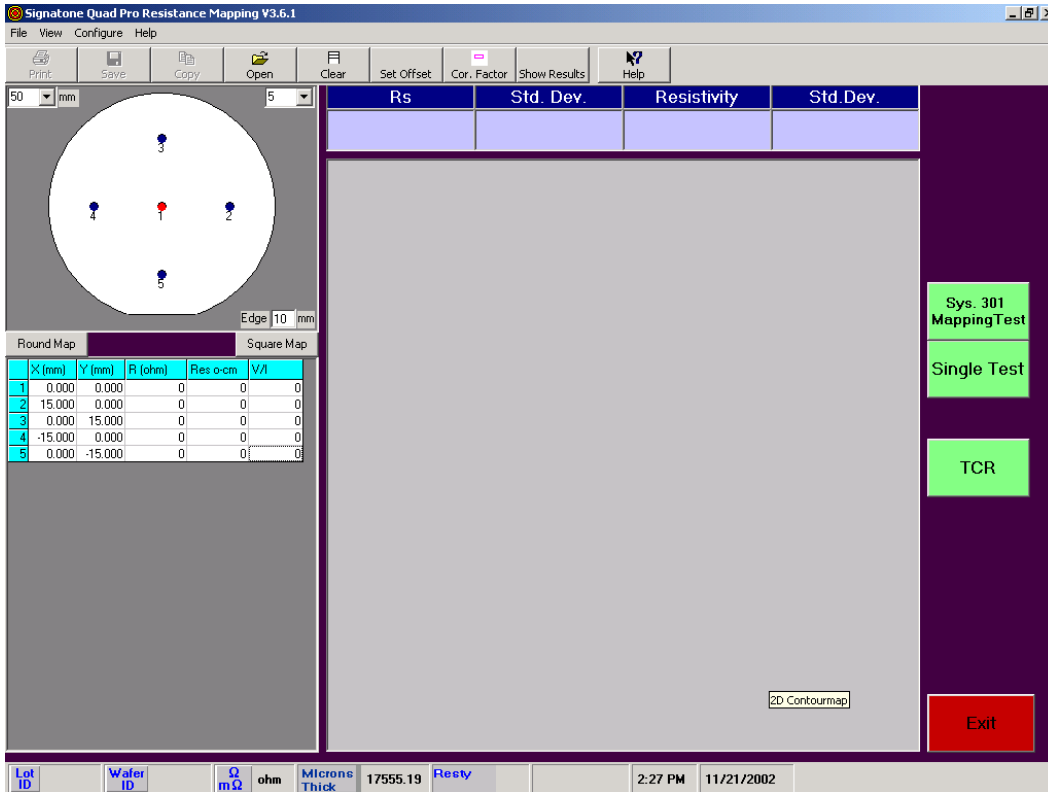 Signatone Quad Pro Resistance Mapping V3.6.1
File View Configure Help
Print Save Copy Open Clear Set Offset Cor. Factor Show Results Help
50 mm 5
3
4 1 2
5
Edge 10 mm
Round Map Square Map
X (mm) Y (mm) R (ohm) Res o-cm V/I
1 0.000 0.000 0 0 0
2 15.000 0.000 0 0 0
3 0.000 15.000 0 0 0
4 -15.000 0.000 0 0 0
5 0.000 -15.000 0 0 0
Rs Std. Dev. Resistivity Std.Dev.
2D Contourmap
Sys. 301
MappingTest
Single Test
TCR
Exit
Lot ID Wafer ID Ω mΩ ohm MIcrons Thick 17555.19 Resty 2:27 PM 11/21/2002